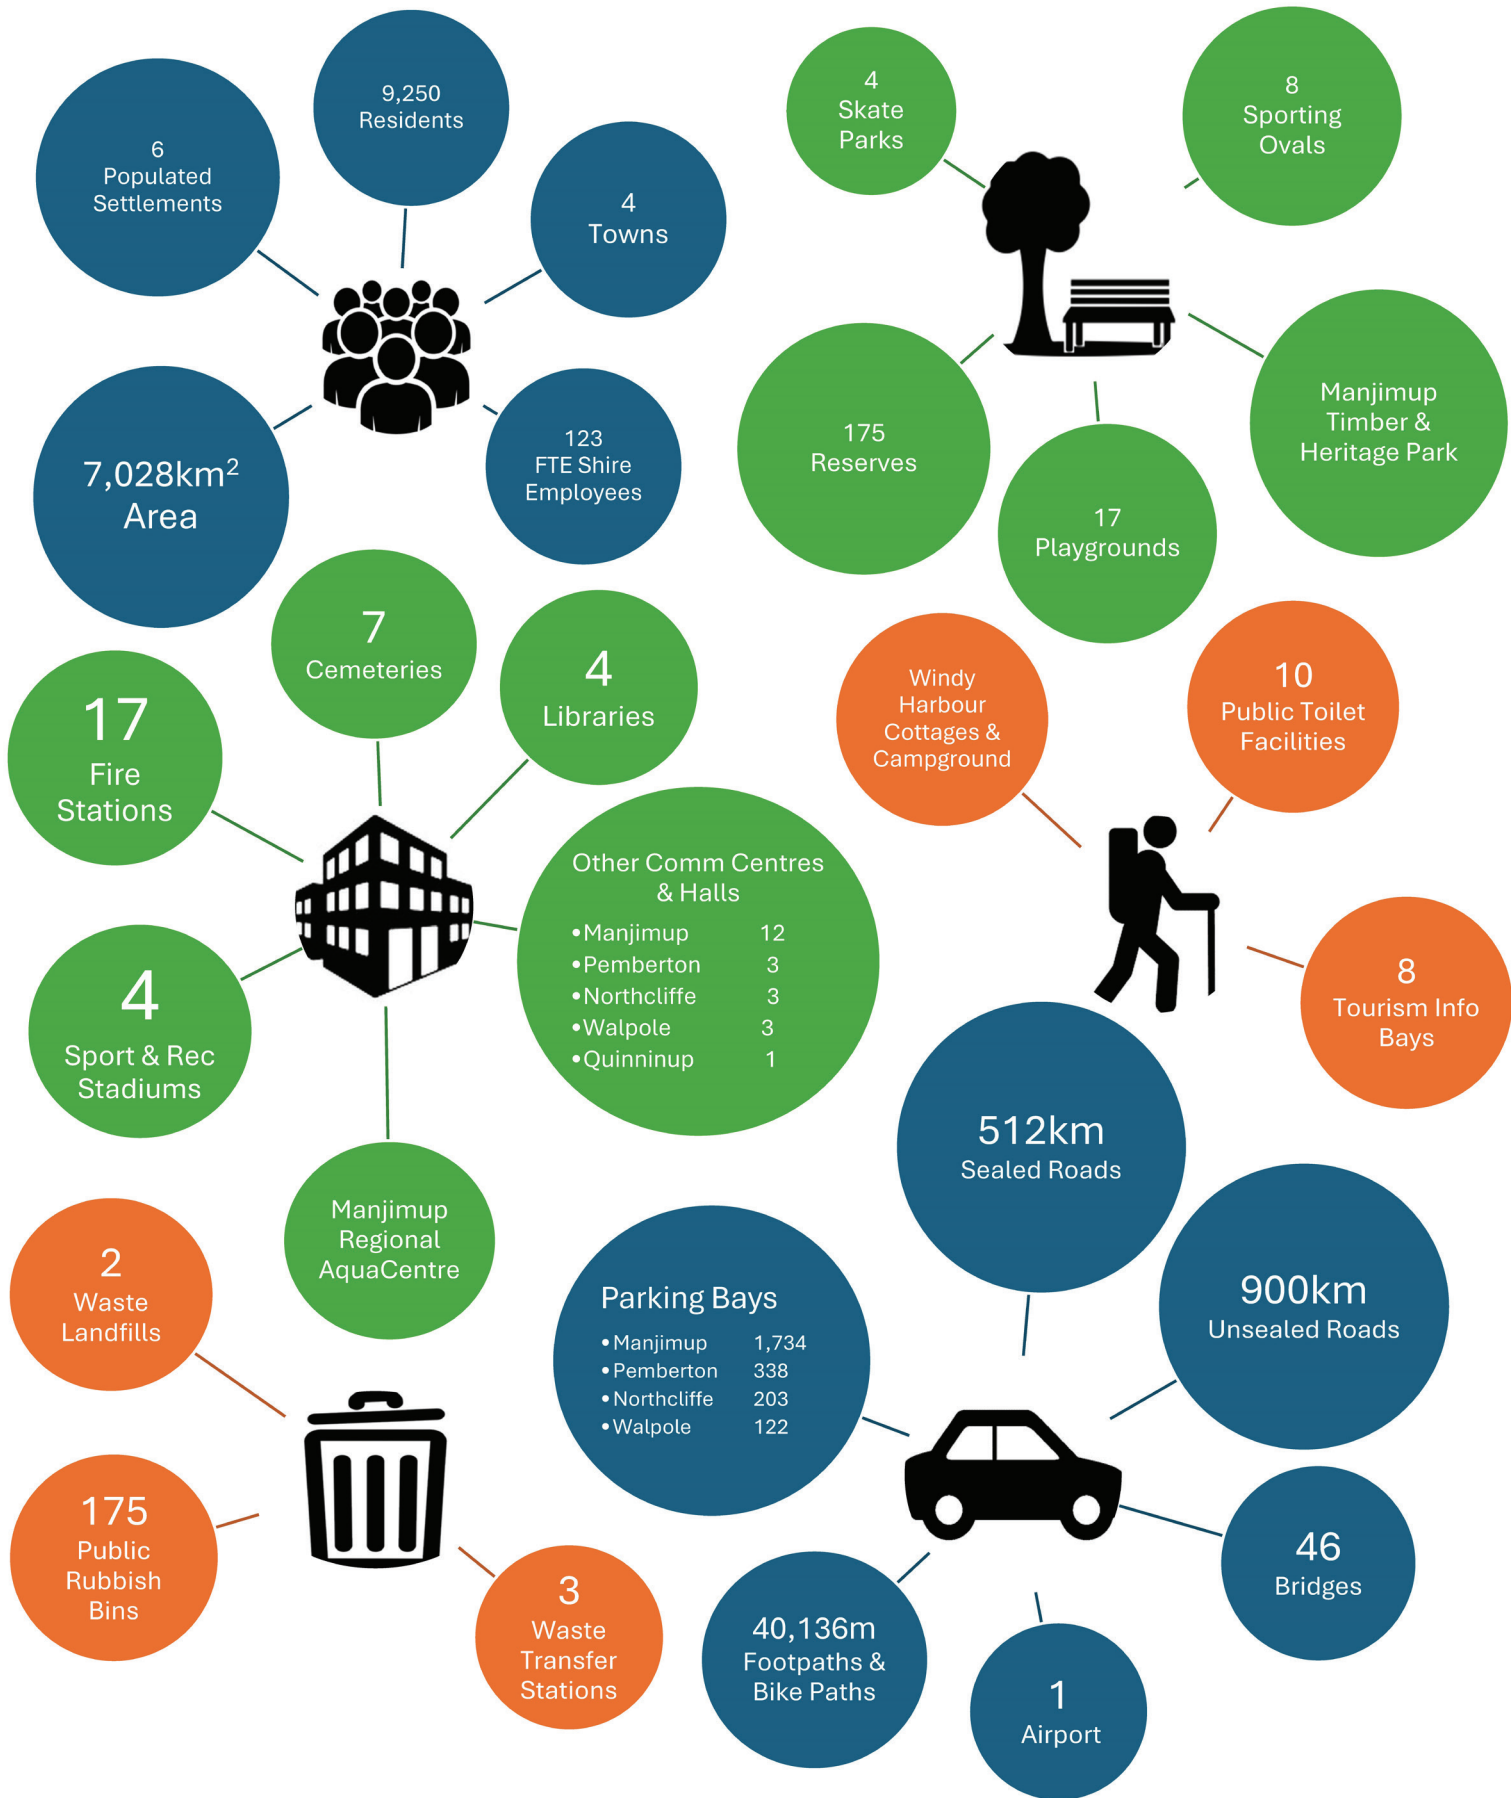 9,250
Residents
6
Populated
Settlements
4
Towns
7,028km²
Area
123
FTE Shire
Employees
4
Skate
Parks
8
Sporting
Ovals
175
Reserves
17
Playgrounds
Manjimup
Timber &
Heritage Park
7
Cemeteries
4
Libraries
17
Fire
Stations
Other Comm Centres
& Halls
•Manjimup 12
•Pemberton 3
•Northcliffe 3
•Walpole 3
•Quinninup 1
4
Sport & Rec
Stadiums
Manjimup
Regional
AquaCentre
Windy
Harbour
Cottages &
Campground
10
Public Toilet
Facilities
8
Tourism Info
Bays
2
Waste
Landfills
175
Public
Rubbish
Bins
3
Waste
Transfer
Stations
512km
Sealed Roads
900km
Unsealed Roads
Parking Bays
•Manjimup 1,734
•Pemberton 338
•Northcliffe 203
•Walpole 122
46
Bridges
40,136m
Footpaths &
Bike Paths
1
Airport